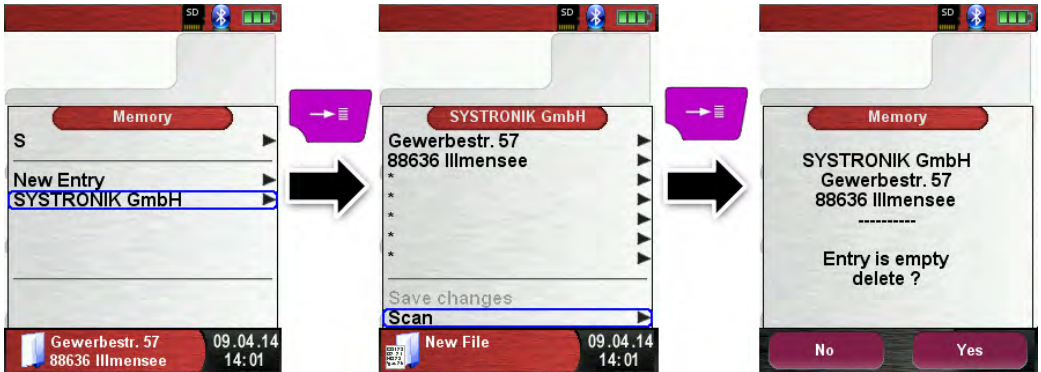 SD
Memory
S
New Entry
SYSTRONIK GmbH
Gewerbestr. 57
88636 Illmensee
09.04.14
14:01
SD
SYSTRONIK GmbH
Gewerbestr. 57
88636 Illmensee
*
*
*
*
*
Save changes
Scan
New File
09.04.14
14:01
SD
Memory
SYSTRONIK GmbH
Gewerbestr. 57
88636 Illmensee
----------
Entry is empty
delete ?
No
Yes